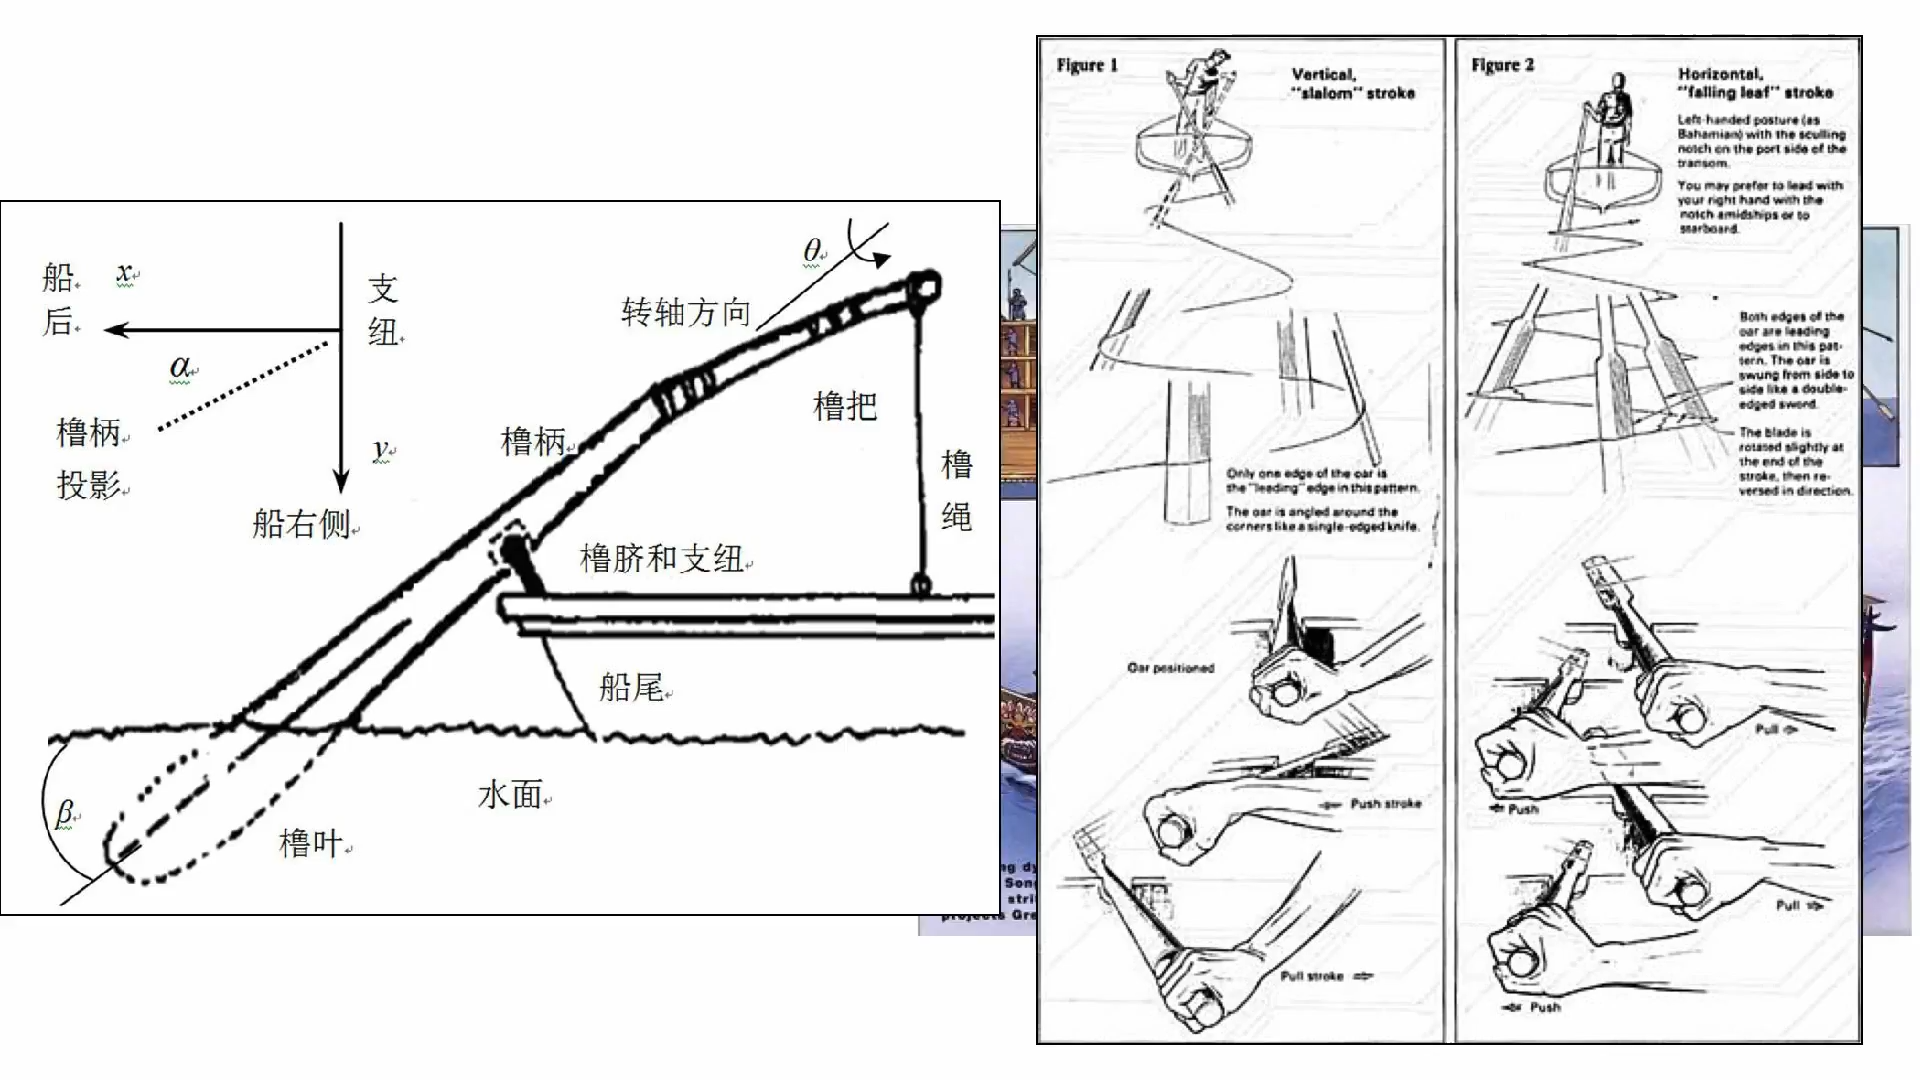 船后
x
支纽
α
橹柄投影
y
船右侧
θ
转轴方向
橹柄
橹把
橹绳
橹脐和支纽
船尾
水面
β
橹叶
Figure 1
Vertical,
"slalom" stroke
Only one edge of the oar is
the "leading" edge in this pattern.
The oar is angled around the
corners like a single-edged knife.
Oar positioned
Push stroke
Pull stroke
Figure 2
Horizontal,
"falling leaf" stroke
Left-handed posture (as
Bahamian) with the sculling
notch on the port side of the
transom.
You may prefer to lead with
your right hand with the
notch amidships or to
starboard.
Both edges of the
oar are leading
edges in this pat-
tern. The oar is
swung from side to
side like a double-
edged sword.
The blade is
rotated slightly at
the end of the
stroke, then re-
versed in direction.
Pull
Push
Pull
Push
ng dy
Song
stri
projects Gre